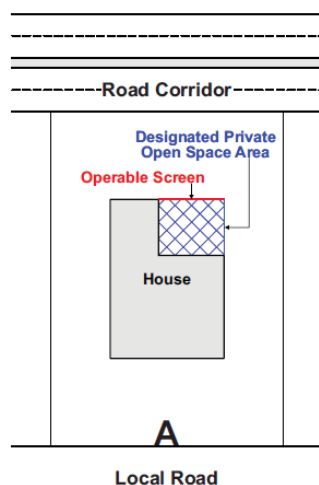 Road Corridor
Designated Private
Open Space Area
Operable Screen
House
A
Local Road